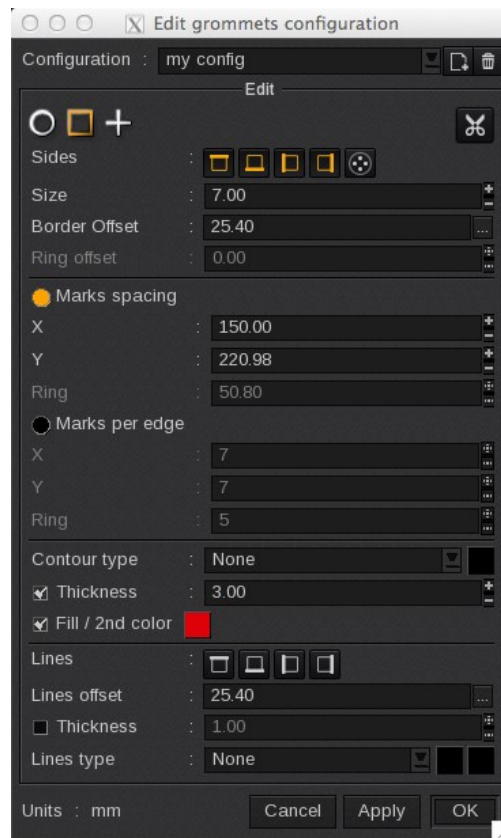 Edit grommets configuration
Configuration : my config
Edit
Sides :
Size : 7.00
Border Offset : 25.40 ...
Ring offset : 0.00
Marks spacing
X : 150.00
Y : 220.98
Ring : 50.80
Marks per edge
X : 7
Y : 7
Ring : 5
Contour type : None
Thickness : 3.00
Fill / 2nd color
Lines :
Lines offset : 25.40 ...
Thickness : 1.00
Lines type : None
Units : mm Cancel Apply OK